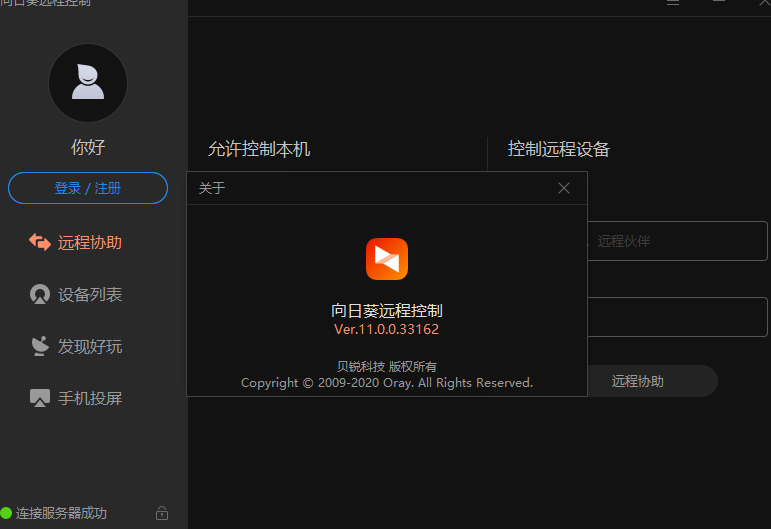 向日葵远程控制
你好
登录 / 注册
远程协助
设备列表
发现好玩
手机投屏
连接服务器成功
允许控制本机
控制远程设备
远程伙伴
远程协助
关于
向日葵远程控制
Ver.11.0.0.33162
贝锐科技 版权所有
Copyright © 2009-2020 Oray. All Rights Reserved.